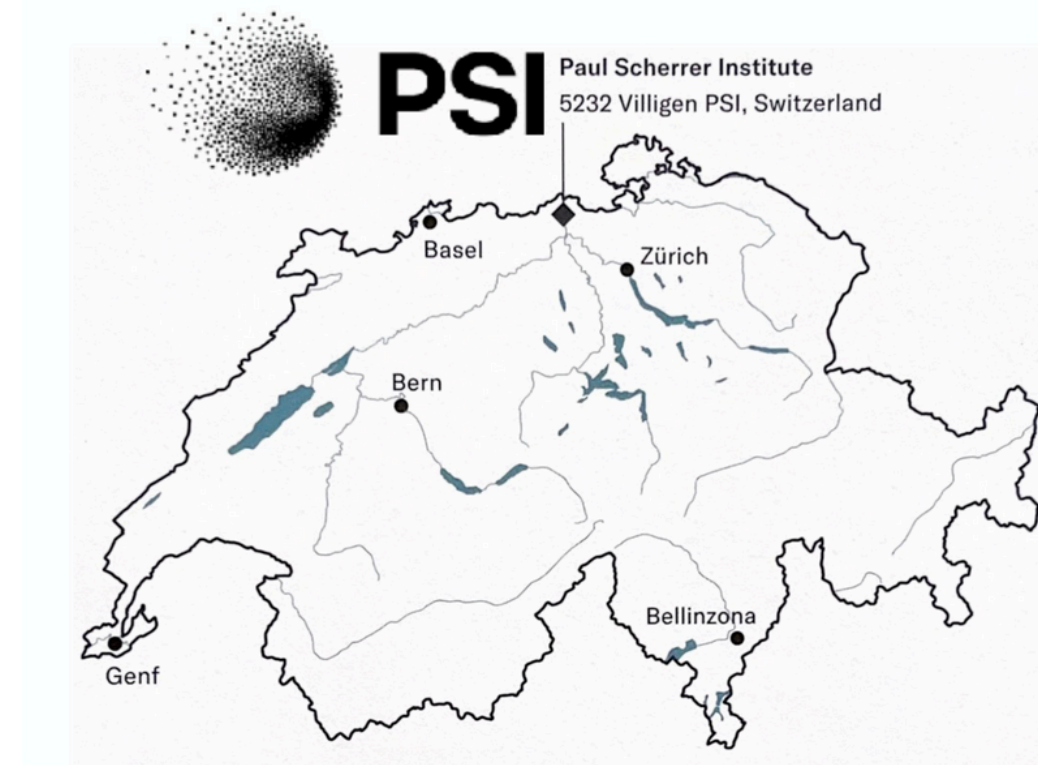 PSI
Paul Scherrer Institute
5232 Villigen PSI, Switzerland
Basel
Zürich
Bern
Bellinzona
Genf